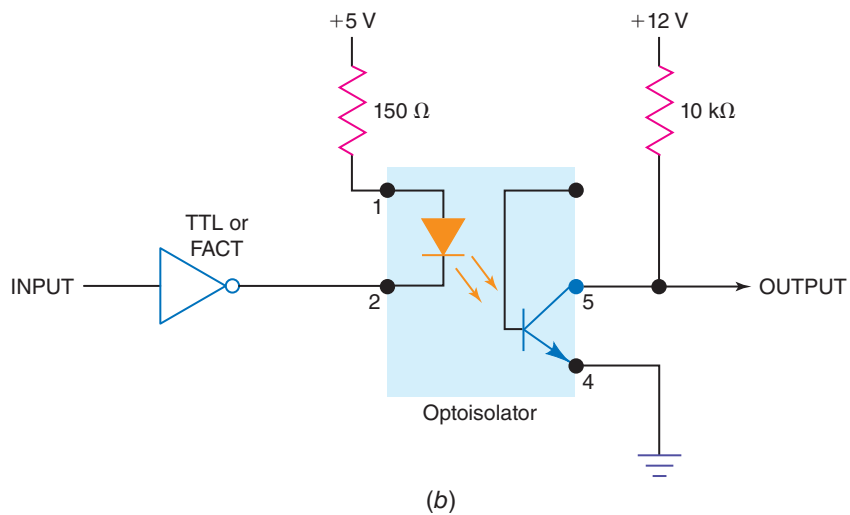 +5 V
+12 V
150 Ω
10 kΩ
1
TTL or
FACT
INPUT
2
5
OUTPUT
4
Optoisolator
(b)